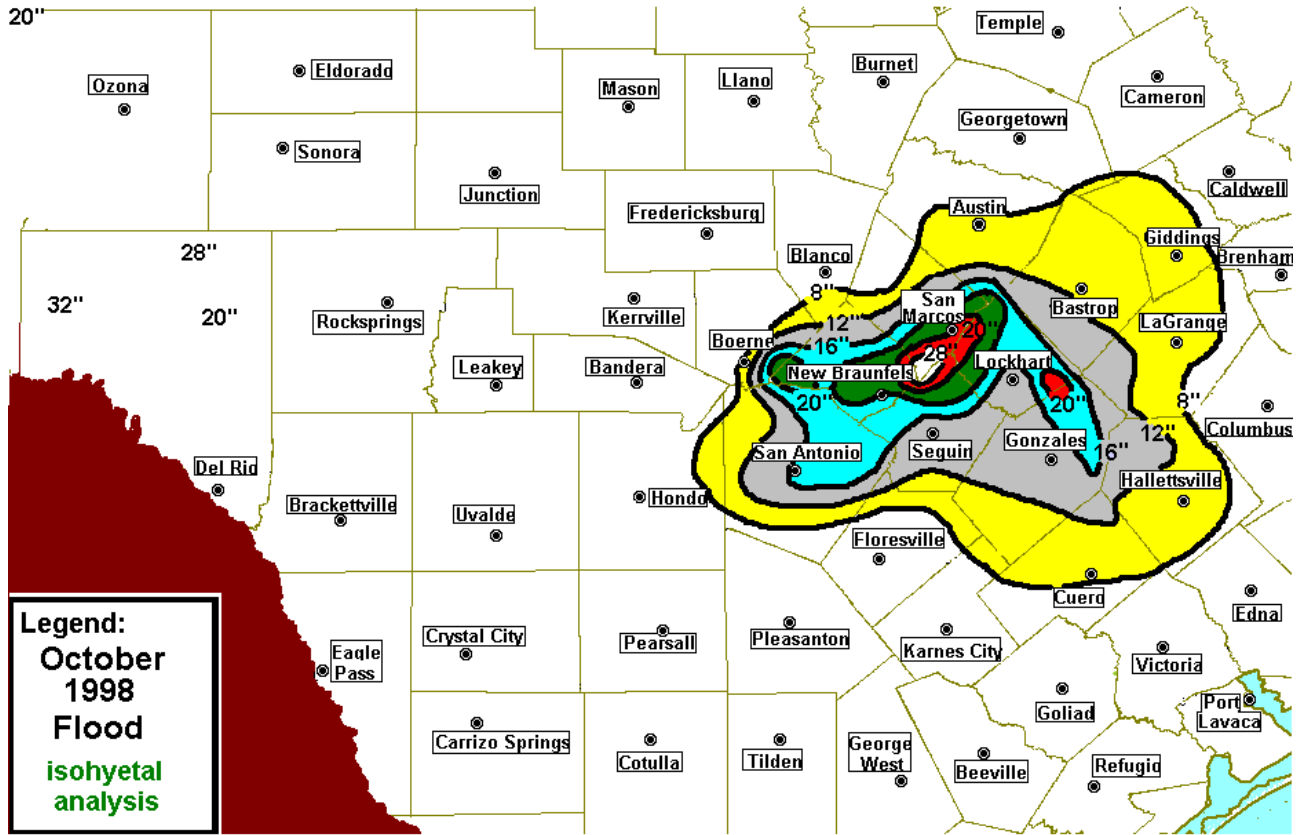 20"
Temple
Eldorado
Ozona
Mason
Llano
Burnet
Cameron
Georgetown
Sonora
Junction
Caldwell
Fredericksburg
Austin
Giddings
28"
Blanco
Brenham
32"
20"
Rocksprings
Kerrville
8"
San
Marcos
Bastrop
12"
20"
LaGrange
16"
Boerne
28"
Leakey
Bandera
New Braunfels
Lockhart
20"
20"
8"
Columbus
12"
San Antonio
Seguin
Gonzales
16"
Del Rio
Hallettsville
Brackettville
Uvalde
Hondo
Floresville
Cuero
Edna
Legend:
October
1998
Flood
isohyetal
analysis
Eagle
Pass
Crystal City
Pearsall
Pleasanton
Karnes City
Victoria
Goliad
Port
Lavaca
Carrizo Springs
Cotulla
Tilden
George
West
Beeville
Refugio